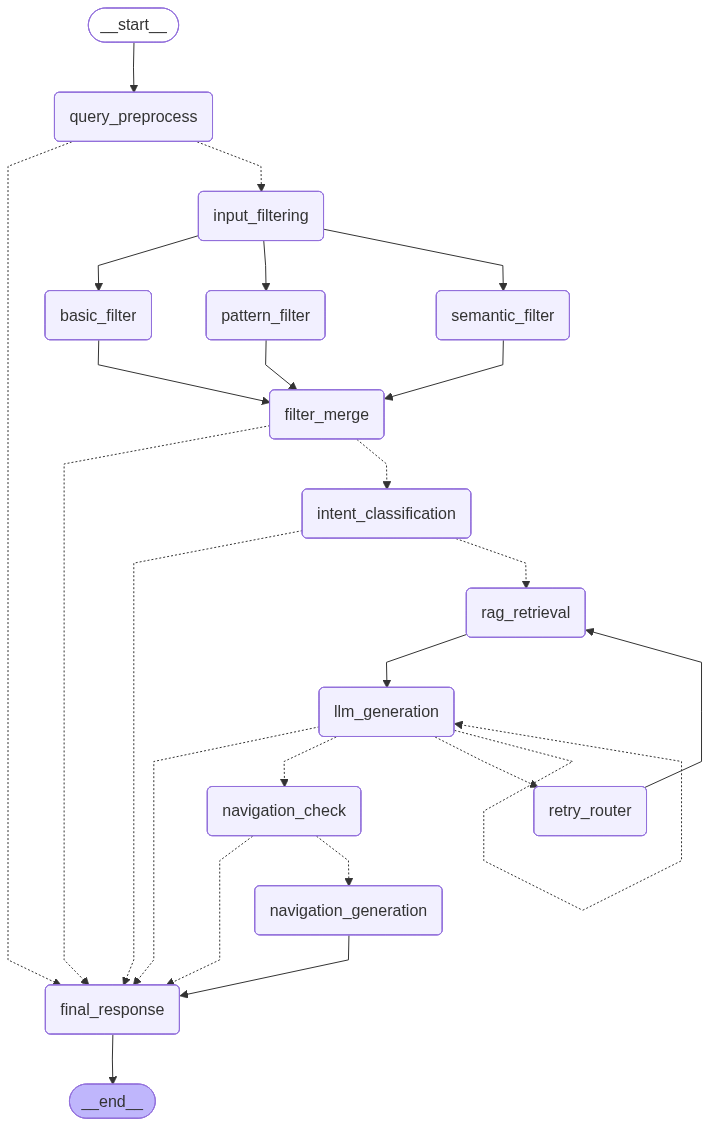 __start__
query_preprocess
input_filtering
basic_filter
pattern_filter
semantic_filter
filter_merge
intent_classification
rag_retrieval
llm_generation
navigation_check
retry_router
navigation_generation
final_response
__end__